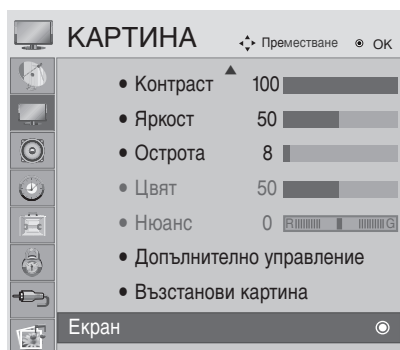 КАРТИНА Преместване OK
• Контраст 100
• Яркост 50
• Острота 8
• Цвят 50
• Нюанс 0 R G
• Допълнително управление
• Възстанови картина
Екран